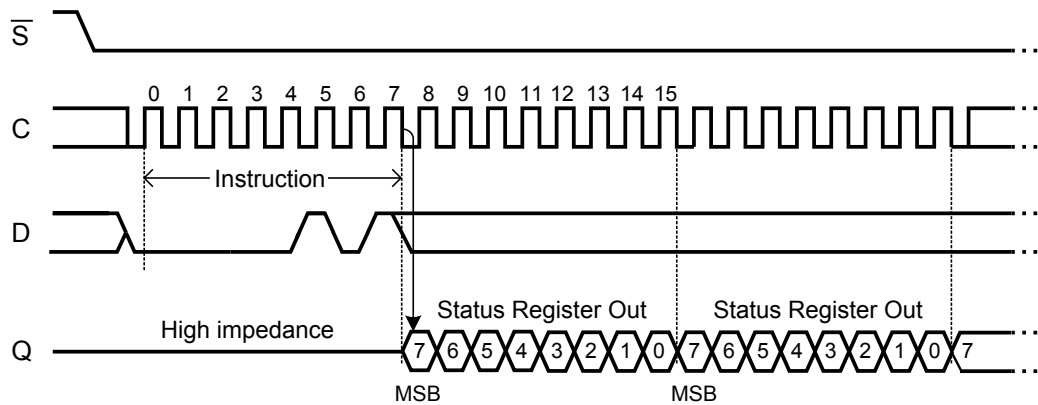 S
0 1 2 3 4 5 6 7 8 9 10 11 12 13 14 15
C
Instruction
D
Status Register Out Status Register Out
High impedance
Q 7 6 5 4 3 2 1 0 7 6 5 4 3 2 1 0 7
MSB MSB